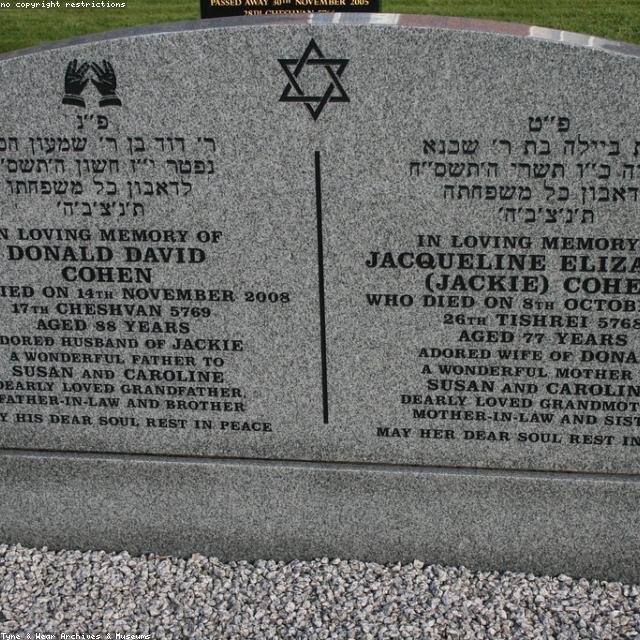 no copyright restrictions
PASSED AWAY 30TH NOVEMBER 2005
28TH CHESHVAN
פ״נ
ר׳ דוד בן ר׳ שמעון
נפטר י״ז חשון ה׳תשס״
לדאבון כל משפחתו
ת׳נ׳צ׳ב׳ה׳
IN LOVING MEMORY OF
DONALD DAVID
COHEN
DIED ON 14TH NOVEMBER 2008
17TH CHESHVAN 5769
AGED 88 YEARS
ADORED HUSBAND OF JACKIE
A WONDERFUL FATHER TO
SUSAN AND CAROLINE
DEARLY LOVED GRANDFATHER,
FATHER-IN-LAW AND BROTHER
MAY HIS DEAR SOUL REST IN PEACE
פ״ט
ביילה בת ר׳ שכנא
כ״ו תשרי ה׳תשס״ח
לדאבון כל משפחתה
ת׳נ׳צ׳ב׳ה׳
IN LOVING MEMORY
JACQUELINE ELIZA
(JACKIE) COHE
WHO DIED ON 8TH OCTOB
26TH TISHREI 576
AGED 77 YEARS
ADORED WIFE OF DONA
A WONDERFUL MOTHER
SUSAN AND CAROLIN
DEARLY LOVED GRANDMOT
MOTHER-IN-LAW AND SIST
MAY HER DEAR SOUL REST IN
Tyne & Wear Archives & Museums